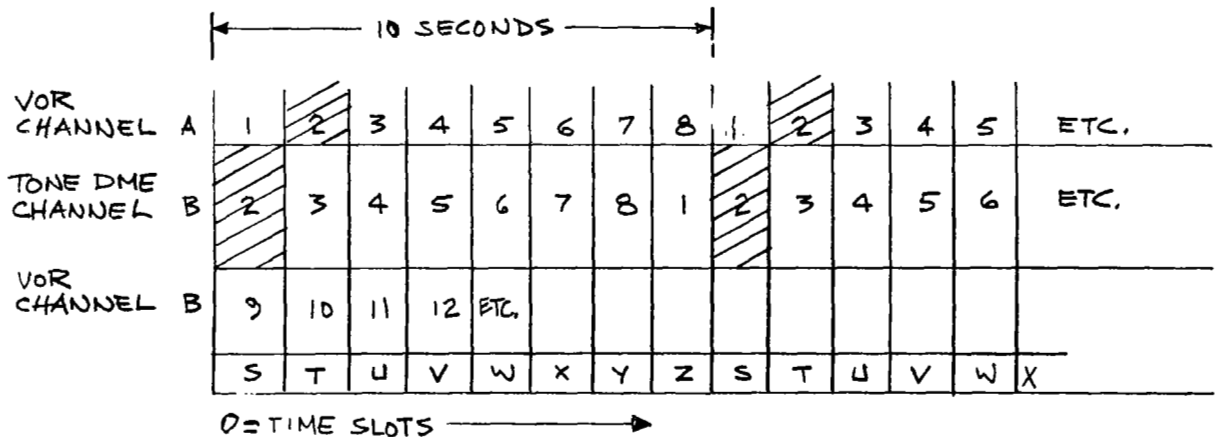 10 SECONDS
VOR
CHANNEL A 1 2 3 4 5 6 7 8 1 2 3 4 5 ETC.
TONE DME
CHANNEL B 2 3 4 5 6 7 8 1 2 3 4 5 6 ETC.
VOR
CHANNEL B 9 10 11 12 ETC.
S T U V W X Y Z S T U V W X
0 = TIME SLOTS